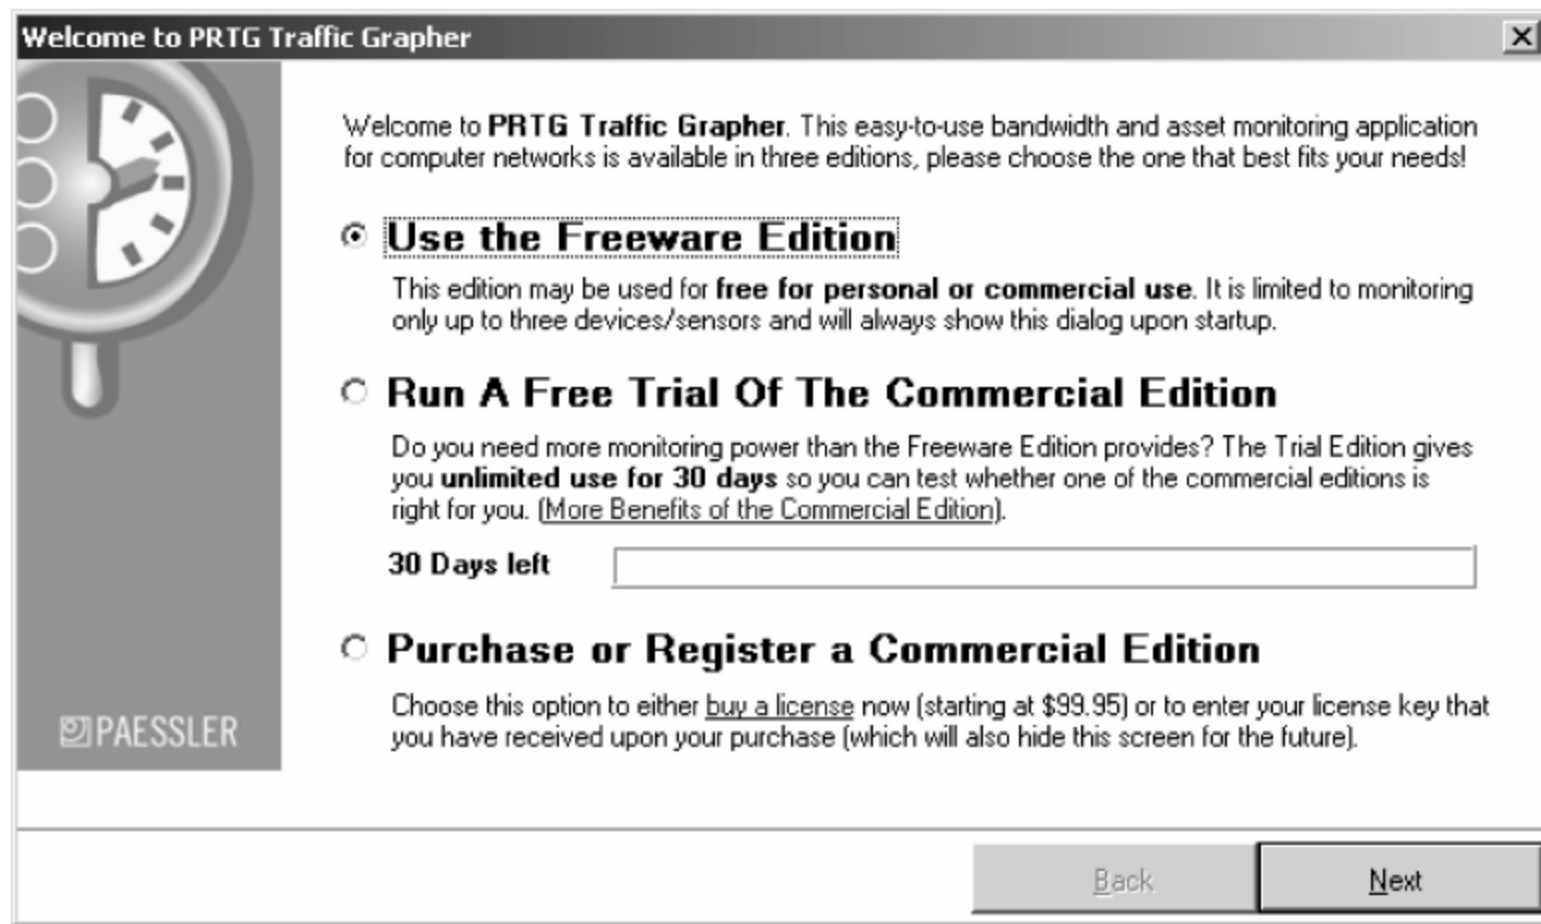 Welcome to PRTG Traffic Grapher
Welcome to PRTG Traffic Grapher. This easy-to-use bandwidth and asset monitoring application
for computer networks is available in three editions, please choose the one that best fits your needs!
Use the Freeware Edition
This edition may be used for free for personal or commercial use. It is limited to monitoring
only up to three devices/sensors and will always show this dialog upon startup.
Run A Free Trial Of The Commercial Edition
Do you need more monitoring power than the Freeware Edition provides? The Trial Edition gives
you unlimited use for 30 days so you can test whether one of the commercial editions is
right for you. (More Benefits of the Commercial Edition).
30 Days left
Purchase or Register a Commercial Edition
Choose this option to either buy a license now (starting at $99.95) or to enter your license key that
you have received upon your purchase (which will also hide this screen for the future).
PAESSLER
Back
Next